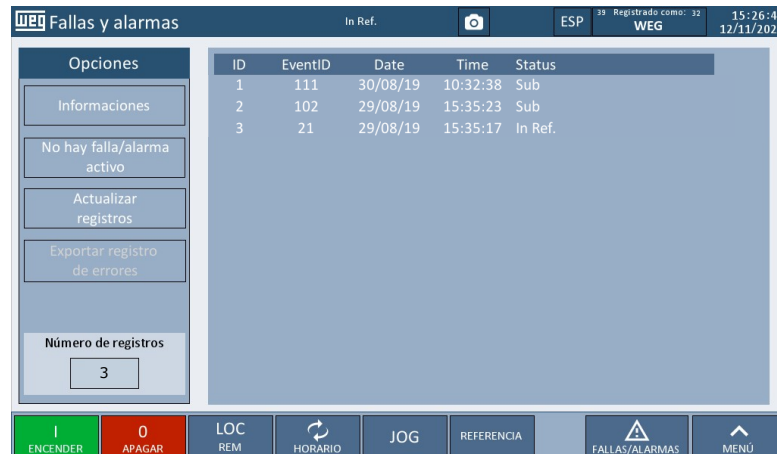 WEG Fallas y alarmas
In Ref.
ESP
39 Registrado como: 32
WEG
15:26:4
12/11/202
Opciones
Informaciones
No hay falla/alarma
activo
Actualizar
registros
Exportar registro
de errores
Número de registros
3
ID EventID Date Time Status
1 111 30/08/19 10:32:38 Sub
2 102 29/08/19 15:35:23 Sub
3 21 29/08/19 15:35:17 In Ref.
I
ENCENDER
0
APAGAR
LOC
REM
HORARIO
JOG
REFERENCIA
FALLAS/ALARMAS
MENÚ